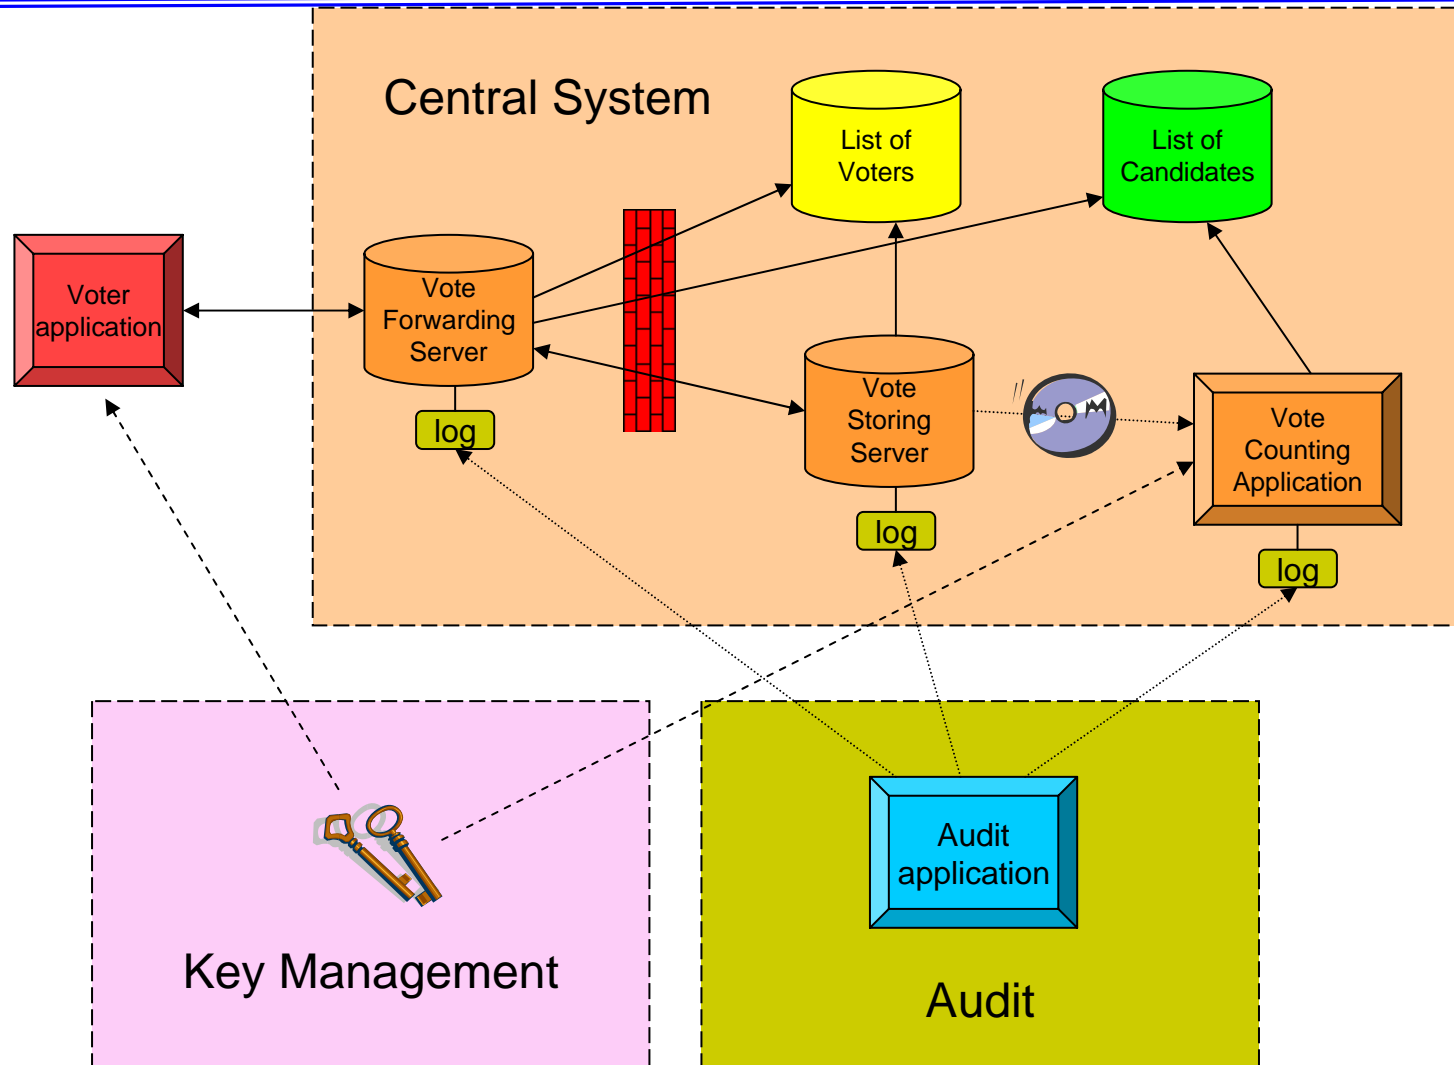 Central System
List of
Voters
List of
Candidates
Voter
application
Vote
Forwarding
Server
log
Vote
Storing
Server
log
Vote
Counting
Application
log
Key Management
Audit
application
Audit